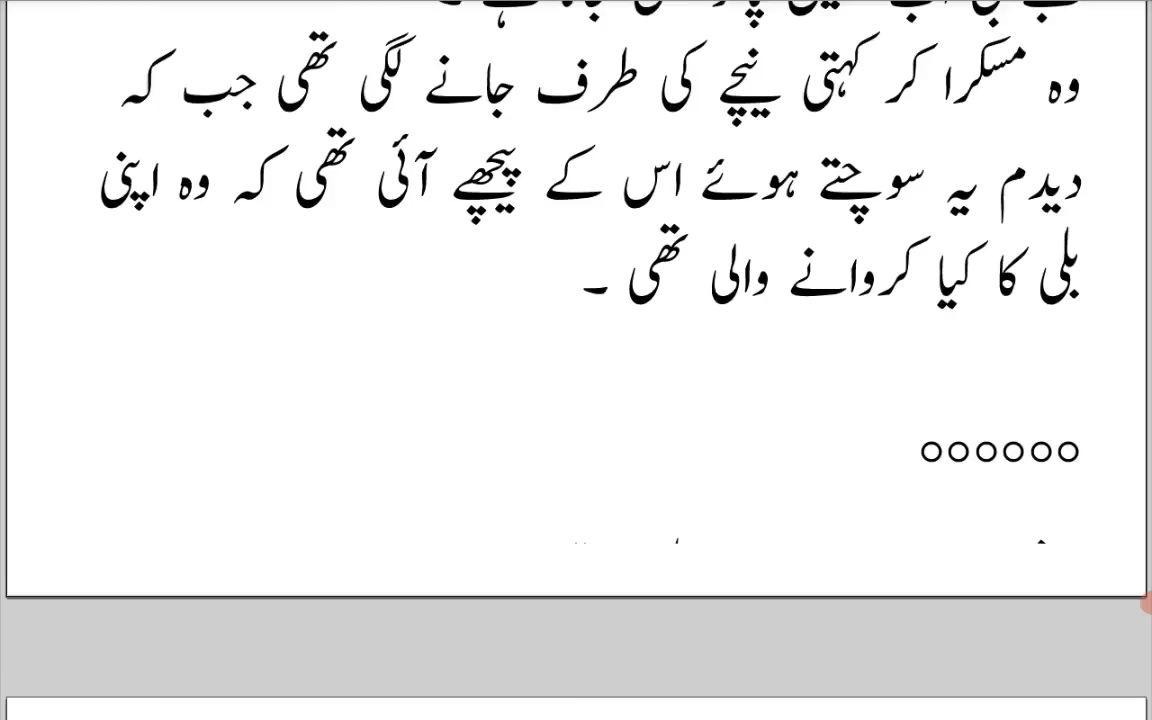 وہ مسکرا کر کہتی نیچے کی طرف جانے لگی تھی جب کہ
دیدم یہ سوچتے ہوئے اس کے پیچھے آئی تھی کہ وہ اپنی
بلی کا کیا کروانے والی تھی ۔
○○○○○○